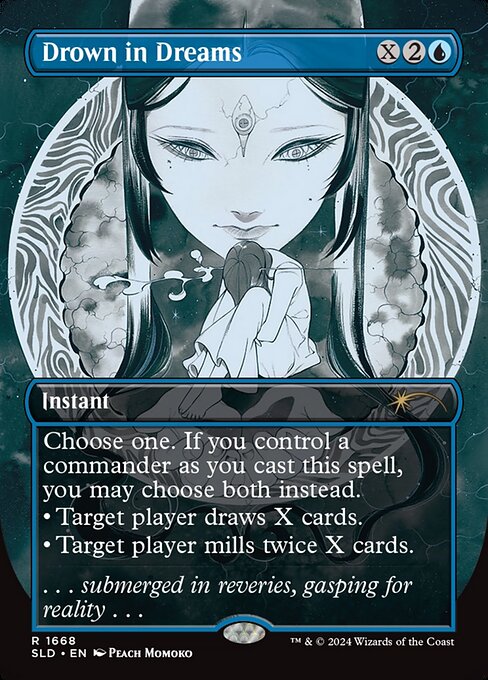 Drown in Dreams X2
Instant
Choose one. If you control a
commander as you cast this spell,
you may choose both instead.
• Target player draws X cards.
• Target player mills twice X cards.
. . . submerged in reveries, gasping for
reality . . .
R 1668
SLD • EN Peach Momoko
™ & © 2024 Wizards of the Coast